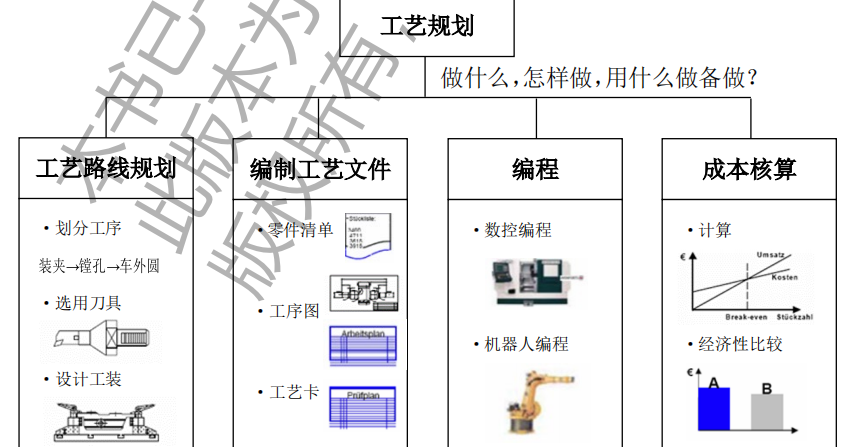 工艺规划
做什么,怎样做,用什么做备做？
工艺路线规划
·划分工序
装夹→镗孔→车外圆
·选用刀具
·设计工装
编制工艺文件
·零件清单
Stückliste:
4711
·工序图
Arbeitsplan
·工艺卡
Prüfplan
编程
·数控编程
·机器人编程
成本核算
·计算
€
Umsatz
Kosten
Break-even Stückzahl
·经济性比较
€
A
B
本书已
此版本为
版权所有,